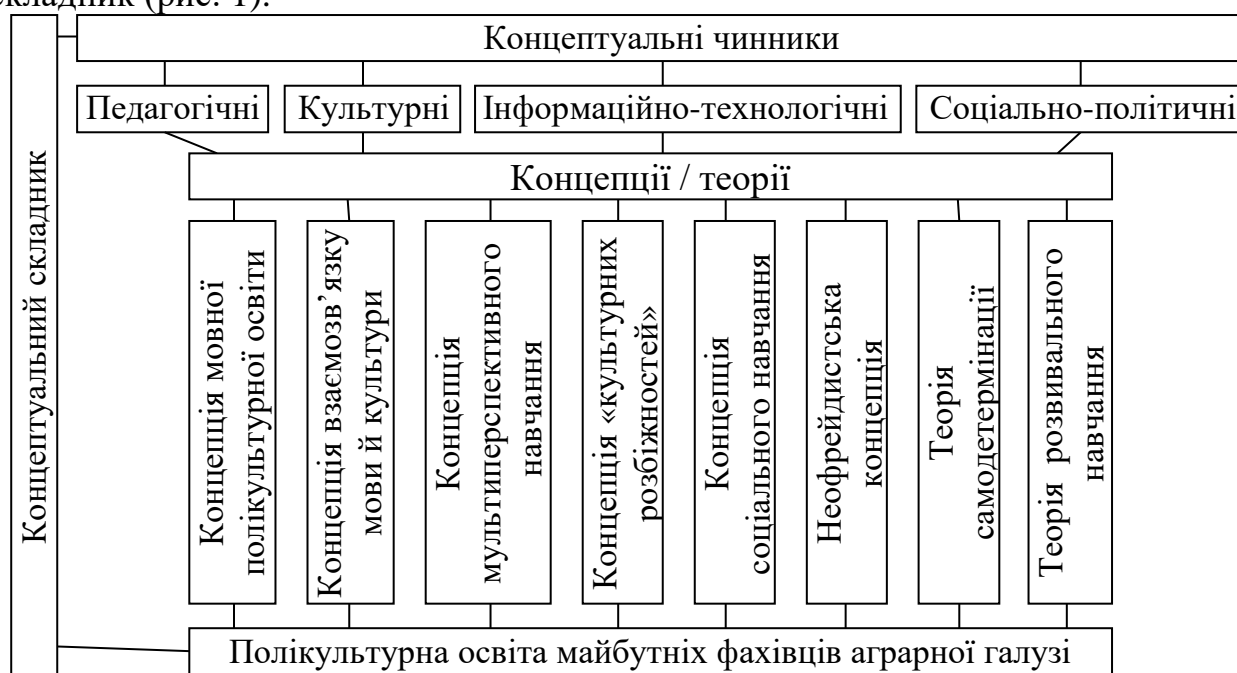 складник (рис. 1).
Концептуальний складник
Концептуальні чинники
Педагогічні
Культурні
Інформаційно-технологічні
Соціально-політичні
Концепції / теорії
Концепція мовної
полікультурної освіти
Концепція взаємозв’язку
мови й культури
Концепція
мультиперспективного
навчання
Концепція «культурних
розбіжностей»
Концепція
соціального навчання
Неофрейдистська
концепція
Теорія
самодетермінації
Теорія розвивального
навчання
Полікультурна освіта майбутніх фахівців аграрної галузі